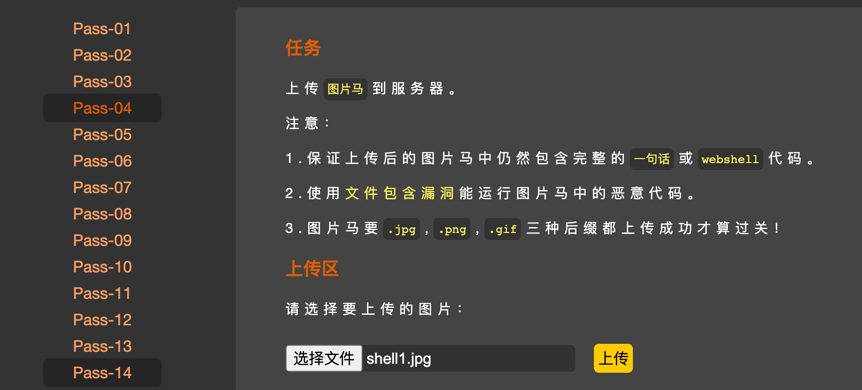 Pass-01
Pass-02
Pass-03
Pass-04
Pass-05
Pass-06
Pass-07
Pass-08
Pass-09
Pass-10
Pass-11
Pass-12
Pass-13
Pass-14
任务
上传 图片马 到服务器。
注意：
1.保证上传后的图片马中仍然包含完整的 一句话 或 webshell 代码。
2.使用文件包含漏洞能运行图片马中的恶意代码。
3.图片马要 .jpg , .png , .gif 三种后缀都上传成功才算过关！
上传区
请选择要上传的图片：
选择文件 shell1.jpg 上传